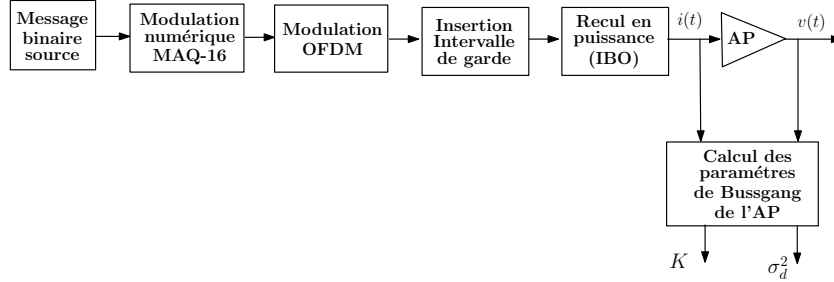 Message
binaire
source
Modulation
numérique
MAQ-16
Modulation
OFDM
Insertion
Intervalle
de garde
Recul en
puissance
(IBO)
i(t)
AP
v(t)
Calcul des
paramétres
de Bussgang
de l'AP
K
σ_d^2